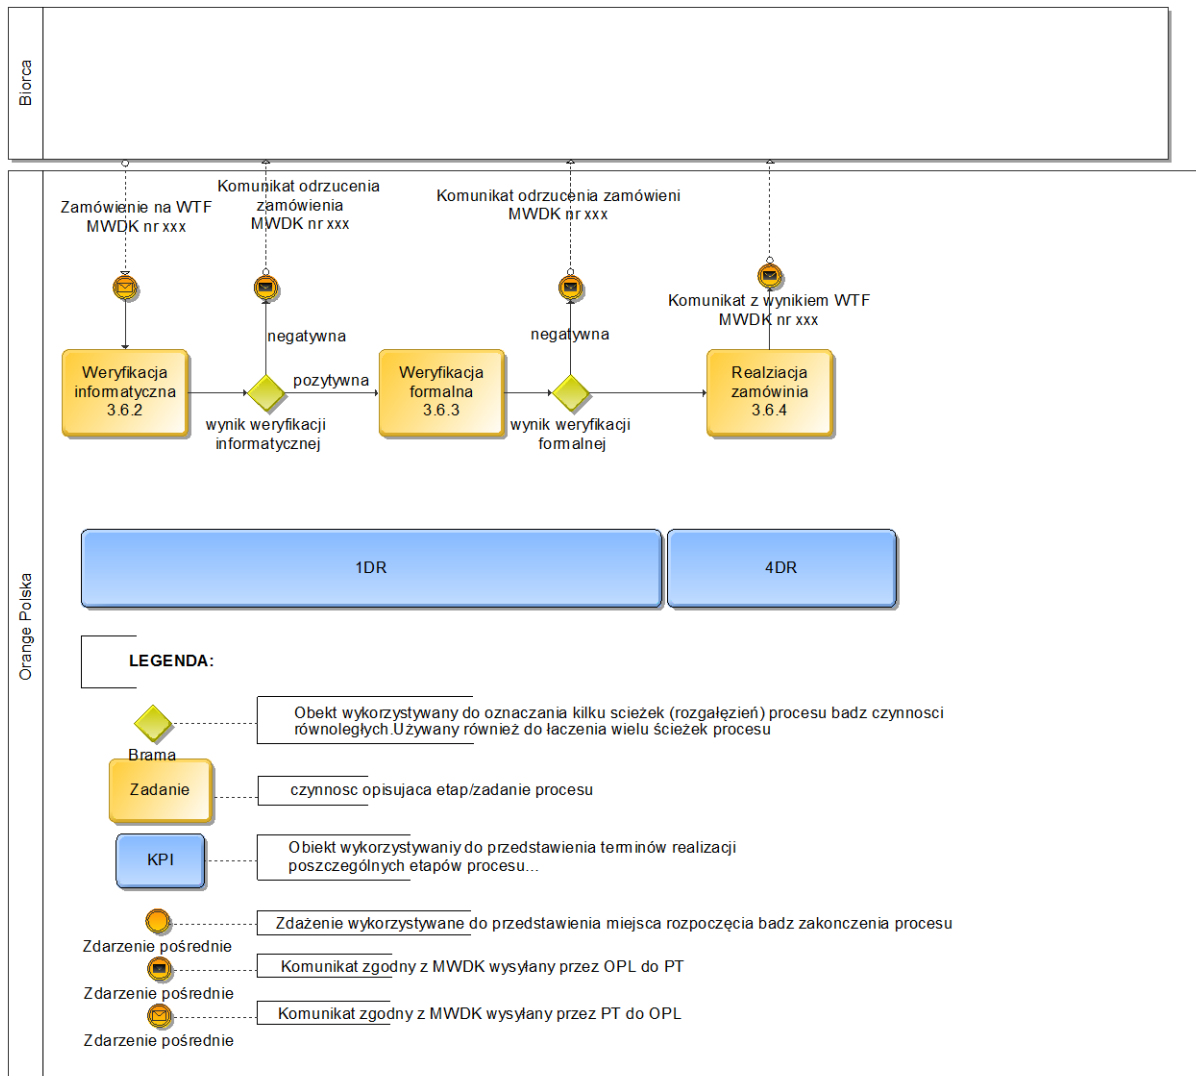 Biorca
Orange Polska
Zamówienie na WTF
MWDK nr xxx
Komunikat odrzucenia
zamówienia
MWDK nr xxx
Komunikat odrzucenia zamówieni
MWDK nr xxx
Komunikat z wynikiem WTF
MWDK nr xxx
negatywna
negatywna
Weryfikacja
informatyczna
3.6.2
pozytywna
Weryfikacja
formalna
3.6.3
Realziacja
zamówinia
3.6.4
wynik weryfikacji
informatycznej
wynik weryfikacji
formalnej
1DR
4DR
LEGENDA:
Obekt wykorzystywany do oznaczania kilku scieżek (rozgałęzień) procesu badz czynnosci
równoległych.Używany również do łaczenia wielu ścieżek procesu
Brama
Zadanie
czynnosc opisujaca etap/zadanie procesu
KPI
Obiekt wykorzystywaniy do przedstawienia terminów realizacji
poszczególnych etapów procesu...
Zdażenie wykorzystywane do przedstawienia miejsca rozpoczęcia badz zakonczenia procesu
Zdarzenie pośrednie
Komunikat zgodny z MWDK wysyłany przez OPL do PT
Zdarzenie pośrednie
Komunikat zgodny z MWDK wysyłany przez PT do OPL
Zdarzenie pośrednie